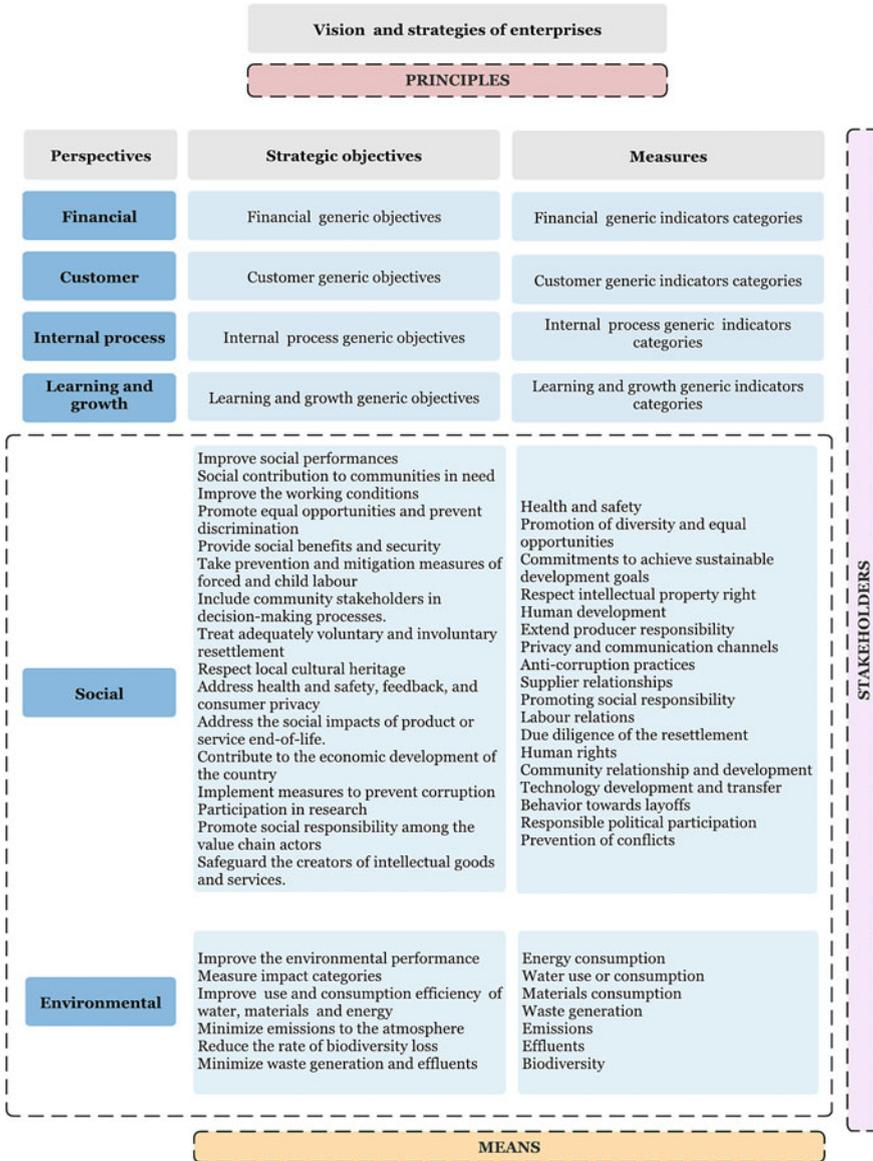 Vision and strategies of enterprises
PRINCIPLES
Perspectives
Strategic objectives
Measures
Financial
Financial generic objectives
Financial generic indicators categories
Customer
Customer generic objectives
Customer generic indicators categories
Internal process
Internal process generic objectives
Internal process generic indicators
categories
Learning and
growth
Learning and growth generic objectives
Learning and growth generic indicators
categories
Social
Improve social performances
Social contribution to communities in need
Improve the working conditions
Promote equal opportunities and prevent
discrimination
Provide social benefits and security
Take prevention and mitigation measures of
forced and child labour
Include community stakeholders in
decision-making processes.
Treat adequately voluntary and involuntary
resettlement
Respect local cultural heritage
Address health and safety, feedback, and
consumer privacy
Address the social impacts of product or
service end-of-life.
Contribute to the economic development of
the country
Implement measures to prevent corruption
Participation in research
Promote social responsibility among the
value chain actors
Safeguard the creators of intellectual goods
and services.
Health and safety
Promotion of diversity and equal
opportunities
Commitments to achieve sustainable
development goals
Respect intellectual property right
Human development
Extend producer responsibility
Privacy and communication channels
Anti-corruption practices
Supplier relationships
Promoting social responsibility
Labour relations
Due diligence of the resettlement
Human rights
Community relationship and development
Technology development and transfer
Behavior towards layoffs
Responsible political participation
Prevention of conflicts
Environmental
Improve the environmental performance
Measure impact categories
Improve use and consumption efficiency of
water, materials and energy
Minimize emissions to the atmosphere
Reduce the rate of biodiversity loss
Minimize waste generation and effluents
Energy consumption
Water use or consumption
Materials consumption
Waste generation
Emissions
Effluents
Biodiversity
STAKEHOLDERS
MEANS